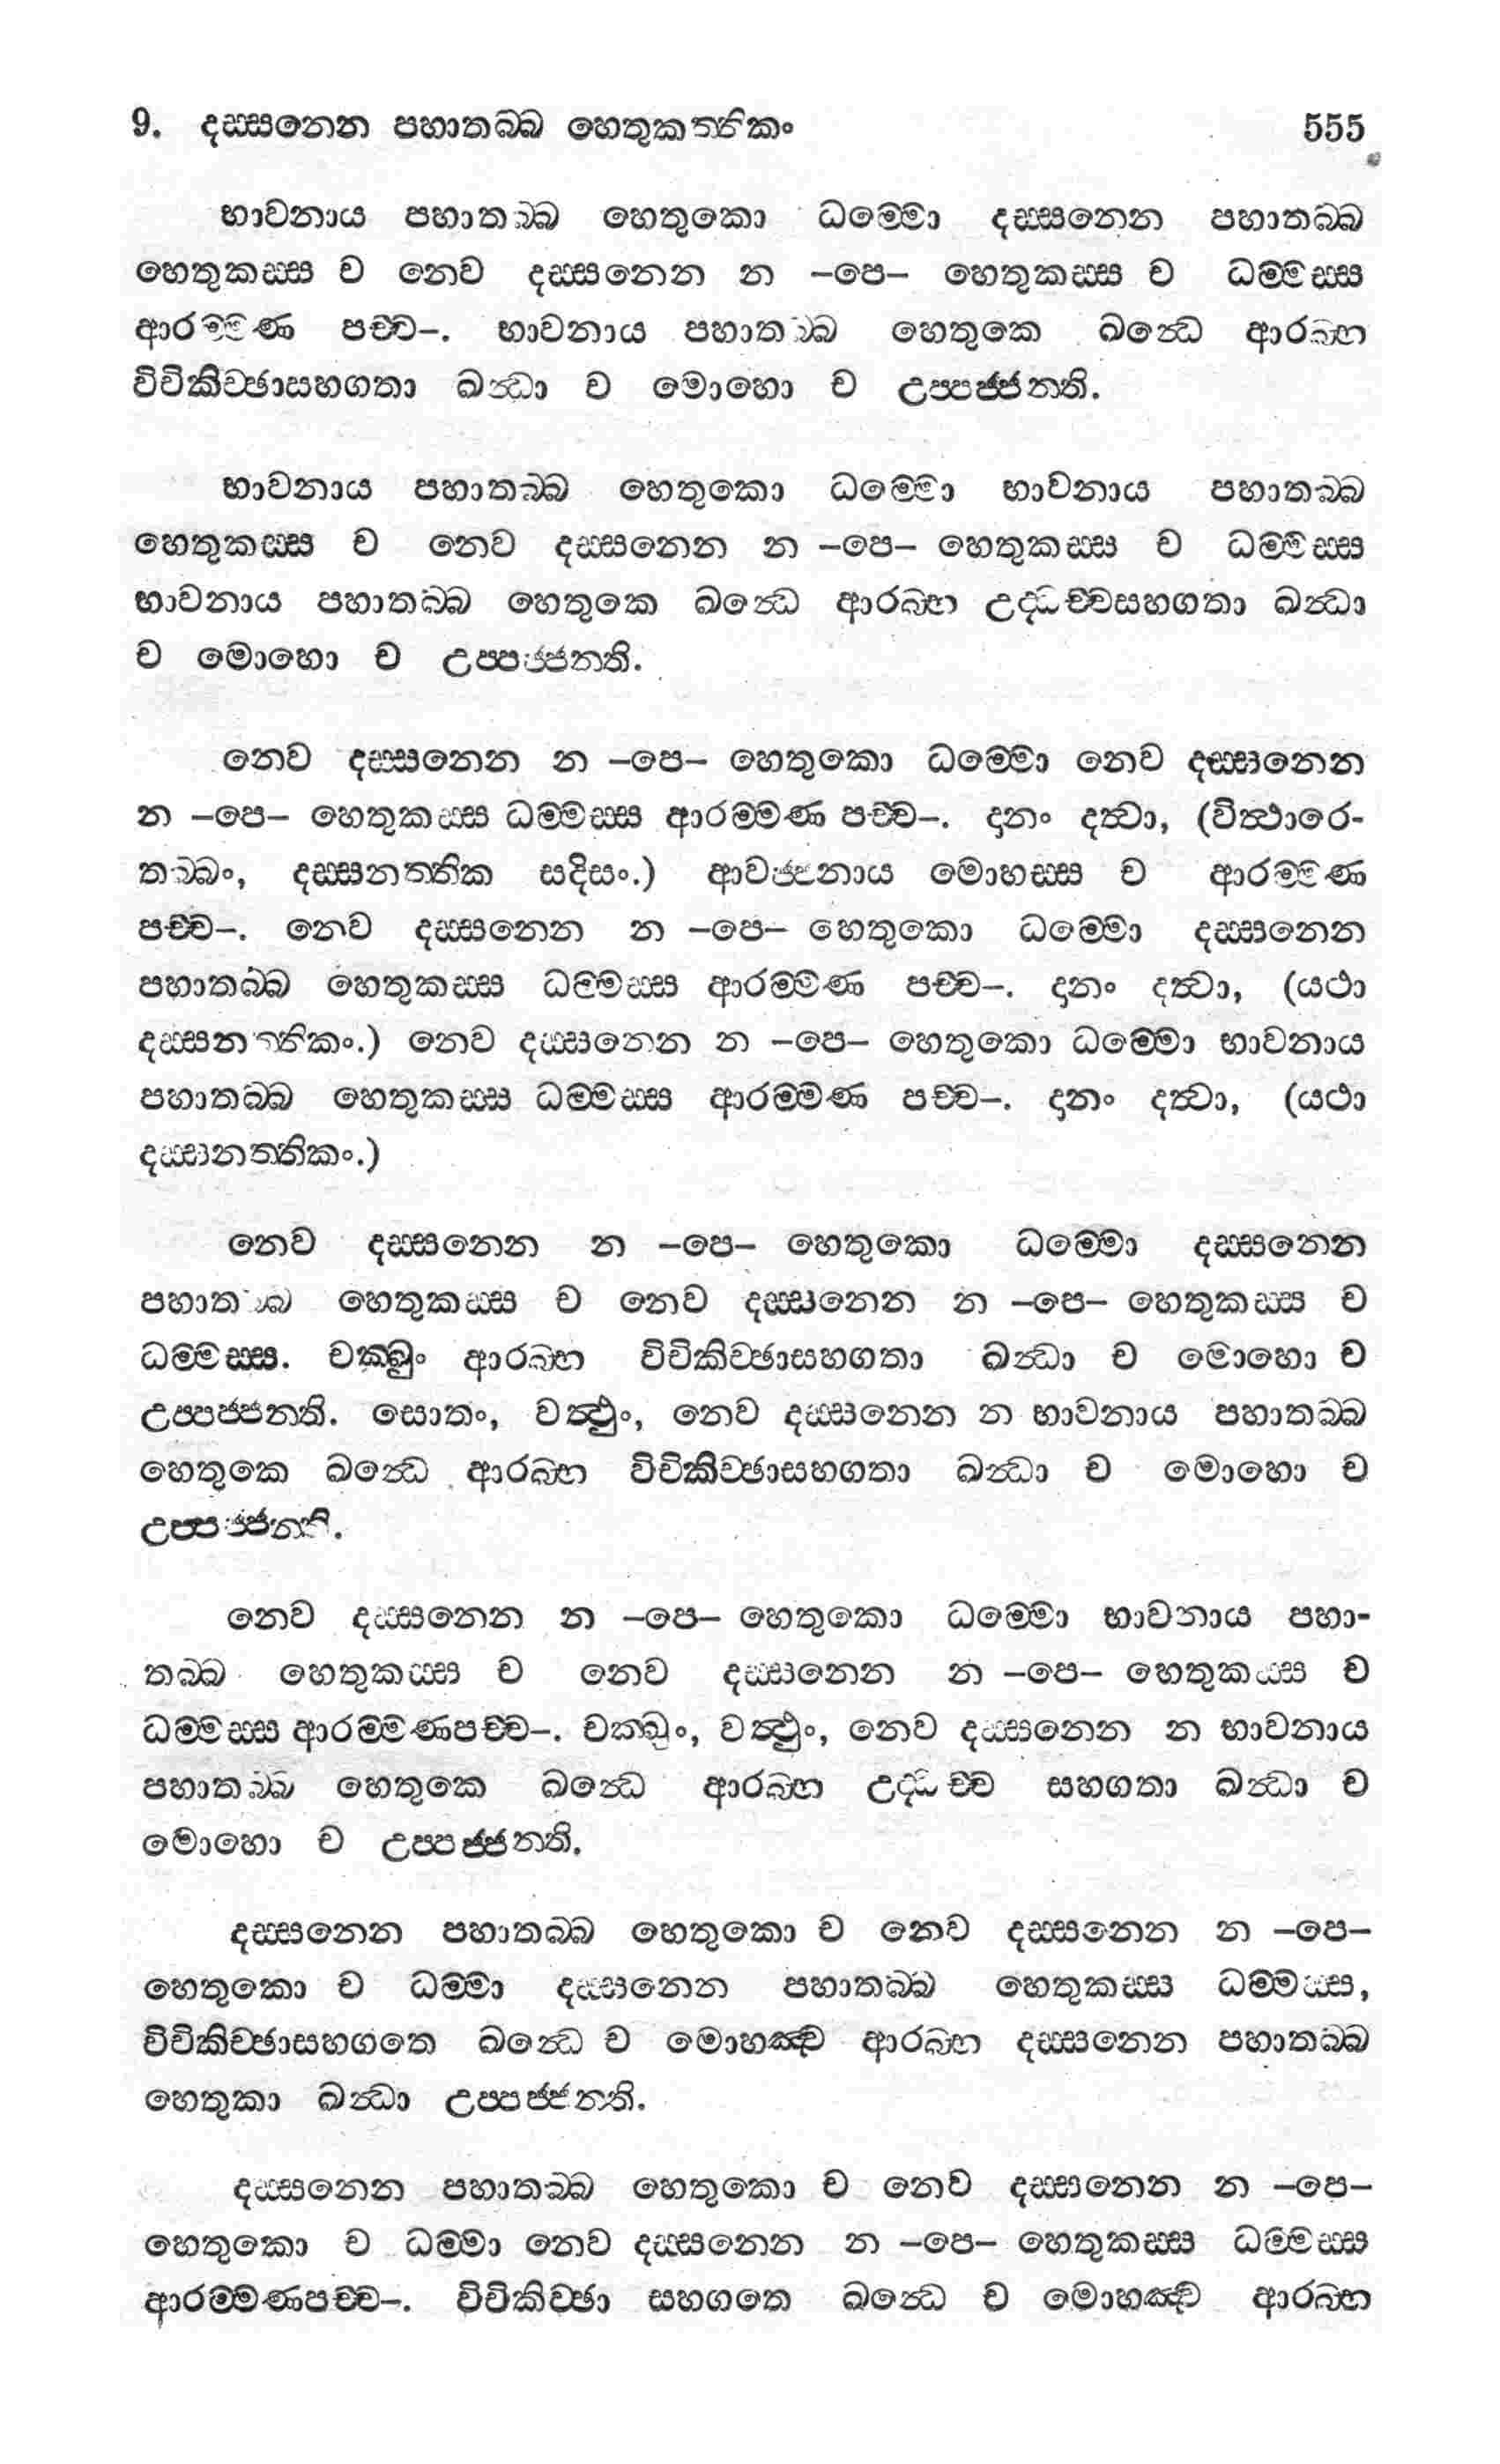 9. දස්සනෙන පහාතබ්බ හෙතුකත්තිකං 555
භාවනාය පහාතබ්බ හෙතුකො ධම්මො දස්සනෙන පහාතබ්බ
හෙතුකස්ස ච නෙව දස්සනෙන න –පෙ– හෙතුකස්ස ච ධම්මස්ස
ආරම්මණ පච්ච–. භාවනාය පහාතබ්බ හෙතුකෙ ඛන්ධෙ ආරබ්භ
විචිකිච්ඡාසහගතා ඛන්ධා ච මොහො ච උප්පජ්ජන්ති.
භාවනාය පහාතබ්බ හෙතුකො ධම්මො භාවනාය පහාතබ්බ
හෙතුකස්ස ච නෙව දස්සනෙන න –පෙ– හෙතුකස්ස ච ධම්මස්ස
භාවනාය පහාතබ්බ හෙතුකෙ ඛන්ධෙ ආරබ්භ උද්ධච්චසහගතා ඛන්ධා
ච මොහො ච උප්පජ්ජන්ති.
නෙව දස්සනෙන න –පෙ– හෙතුකො ධම්මො නෙව දස්සනෙන
න –පෙ– හෙතුකස්ස ධම්මස්ස ආරම්මණ පච්ච–. දානං දත්වා, (විත්ථාරෙ-
තබ්බං, දස්සනත්තික සදිසං.) ආවජ්ජනාය මොහස්ස ච ආරම්මණ
පච්ච–. නෙව දස්සනෙන න –පෙ– හෙතුකො ධම්මො දස්සනෙන
පහාතබ්බ හෙතුකස්ස ධම්මස්ස ආරම්මණ පච්ච–. දානං දත්වා, (යථා
දස්සනත්තිකං.) නෙව දස්සනෙන න –පෙ– හෙතුකො ධම්මො භාවනාය
පහාතබ්බ හෙතුකස්ස ධම්මස්ස ආරම්මණ පච්ච–. දානං දත්වා, (යථා
දස්සනත්තිකං.)
නෙව දස්සනෙන න –පෙ– හෙතුකො ධම්මො දස්සනෙන
පහාතබ්බ හෙතුකස්ස ච නෙව දස්සනෙන න –පෙ– හෙතුකස්ස ච
ධම්මස්ස. චක්ඛුං ආරබ්භ විචිකිච්ඡාසහගතා ඛන්ධා ච මොහො ච
උප්පජ්ජන්ති. සොතං, වත්ථුං, නෙව දස්සනෙන න භාවනාය පහාතබ්බ
හෙතුකෙ ඛන්ධෙ ආරබ්භ විචිකිච්ඡාසහගතා ඛන්ධා ච මොහො ච
උප්පජ්ජන්ති.
නෙව දස්සනෙන න –පෙ– හෙතුකො ධම්මො භාවනාය පහා-
තබ්බ හෙතුකස්ස ච නෙව දස්සනෙන න –පෙ– හෙතුකස්ස ච
ධම්මස්ස ආරම්මණපච්ච–. චක්ඛුං, වත්ථුං, නෙව දස්සනෙන න භාවනාය
පහාතබ්බ හෙතුකෙ ඛන්ධෙ ආරබ්භ උද්ධච්ච සහගතා ඛන්ධා ච
මොහො ච උප්පජ්ජන්ති.
දස්සනෙන පහාතබ්බ හෙතුකො ච නෙව දස්සනෙන න –පෙ–
හෙතුකො ච ධම්මා දස්සනෙන පහාතබ්බ හෙතුකස්ස ධම්මස්ස,
විචිකිච්ඡාසහගතෙ ඛන්ධෙ ච මොහඤ්ච ආරබ්භ දස්සනෙන පහාතබ්බ
හෙතුකා ඛන්ධා උප්පජ්ජන්ති.
දස්සනෙන පහාතබ්බ හෙතුකො ච නෙව දස්සනෙන න –පෙ–
හෙතුකො ච ධම්මා නෙව දස්සනෙන න –පෙ– හෙතුකස්ස ධම්මස්ස
ආරම්මණපච්ච–. විචිකිච්ඡා සහගතෙ ඛන්ධෙ ච මොහඤ්ච ආරබ්භ